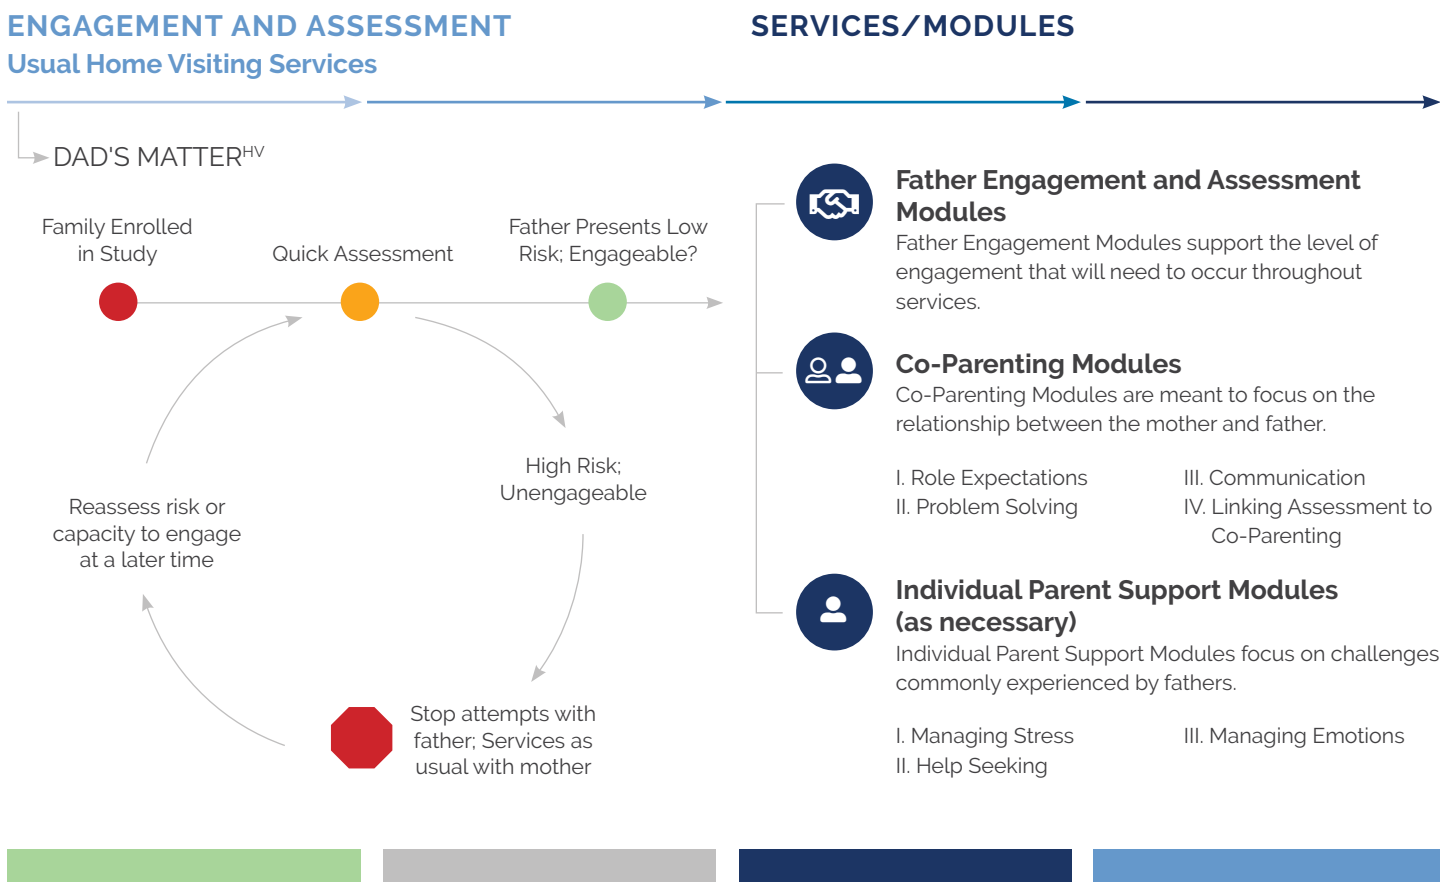 ENGAGEMENT AND ASSESSMENT
Usual Home Visiting Services
DAD'S MATTERᴴⱽ
Family Enrolled
in Study
Quick Assessment
Father Presents Low
Risk; Engageable?
High Risk;
Unengageable
Stop attempts with
father; Services as
usual with mother
Reassess risk or
capacity to engage
at a later time
SERVICES/MODULES
Father Engagement and Assessment
Modules
Father Engagement Modules support the level of
engagement that will need to occur throughout
services.
Co-Parenting Modules
Co-Parenting Modules are meant to focus on the
relationship between the mother and father.
I. Role Expectations
II. Problem Solving
III. Communication
IV. Linking Assessment to
Co-Parenting
Individual Parent Support Modules
(as necessary)
Individual Parent Support Modules focus on challenges
commonly experienced by fathers.
I. Managing Stress
II. Help Seeking
III. Managing Emotions